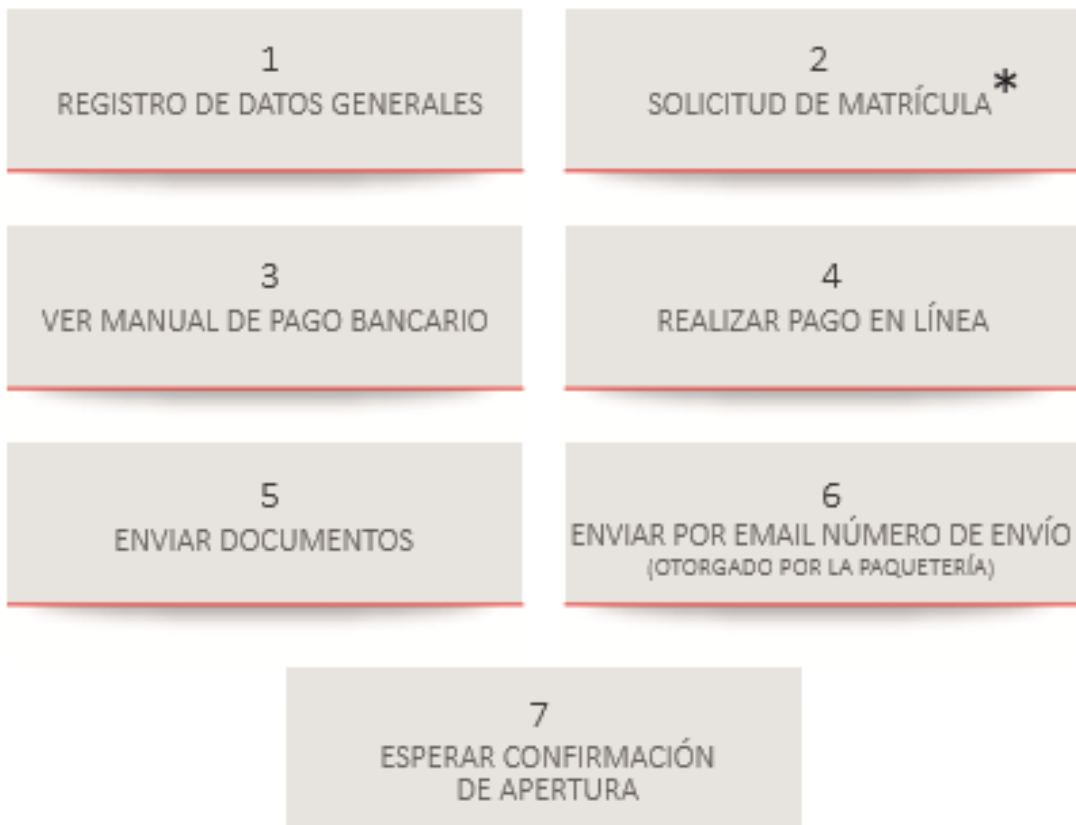 1
REGISTRO DE DATOS GENERALES
2
SOLICITUD DE MATRÍCULA*
3
VER MANUAL DE PAGO BANCARIO
4
REALIZAR PAGO EN LÍNEA
5
ENVIAR DOCUMENTOS
6
ENVIAR POR EMAIL NÚMERO DE ENVÍO
(OTORGADO POR LA PAQUETERÍA)
7
ESPERAR CONFIRMACIÓN
DE APERTURA